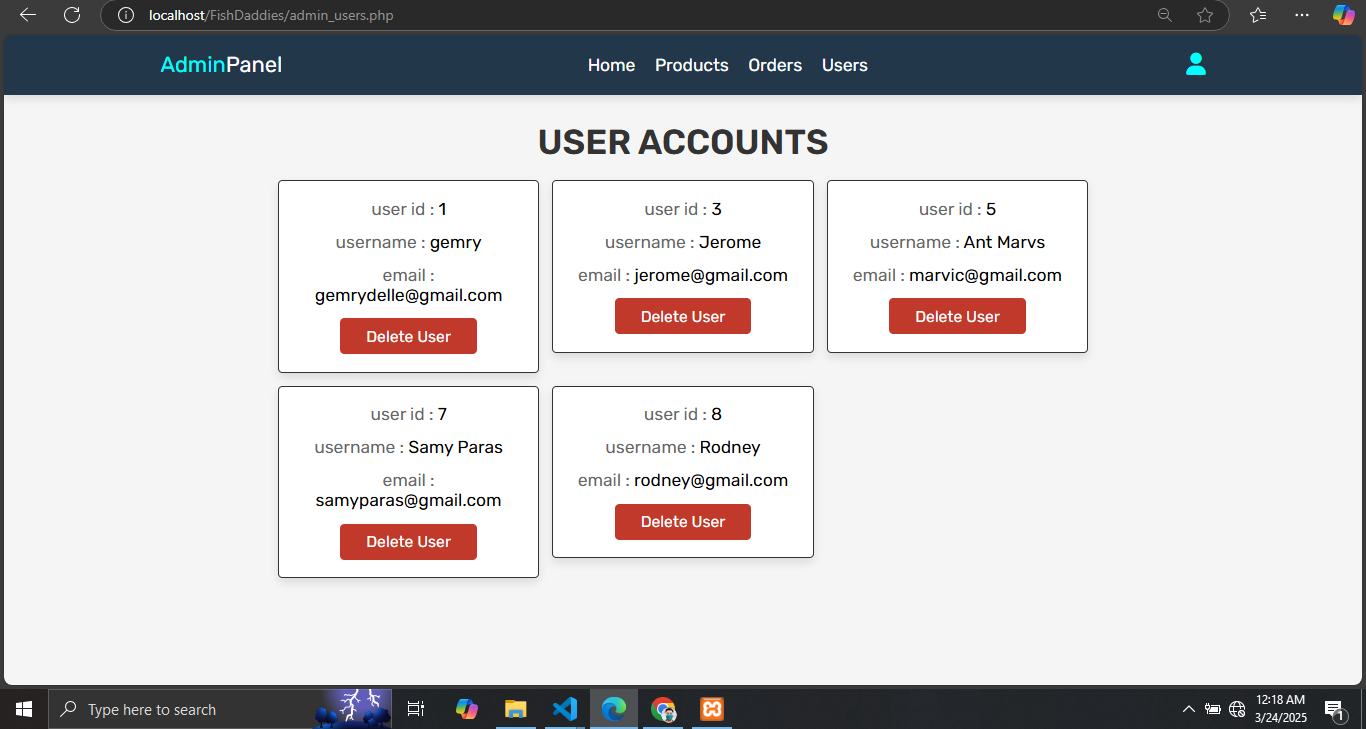 localhost/FishDaddies/admin_users.php
AdminPanel
Home Products Orders Users
USER ACCOUNTS
user id : 1
username : gemry
email :
gemrydelle@gmail.com
Delete User
user id : 3
username : Jerome
email : jerome@gmail.com
Delete User
user id : 5
username : Ant Marvs
email : marvic@gmail.com
Delete User
user id : 7
username : Samy Paras
email :
samyparas@gmail.com
Delete User
user id : 8
username : Rodney
email : rodney@gmail.com
Delete User
Type here to search
12:18 AM
3/24/2025
1